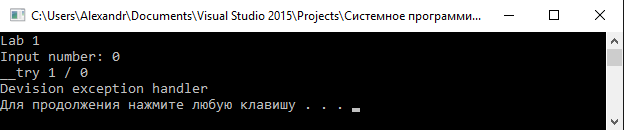 C:\Users\Alexandr\Documents\Visual Studio 2015\Projects\Системное программи...
Lab 1
Input number: 0
__try 1 / 0
Devision exception handler
Для продолжения нажмите любую клавишу . . .